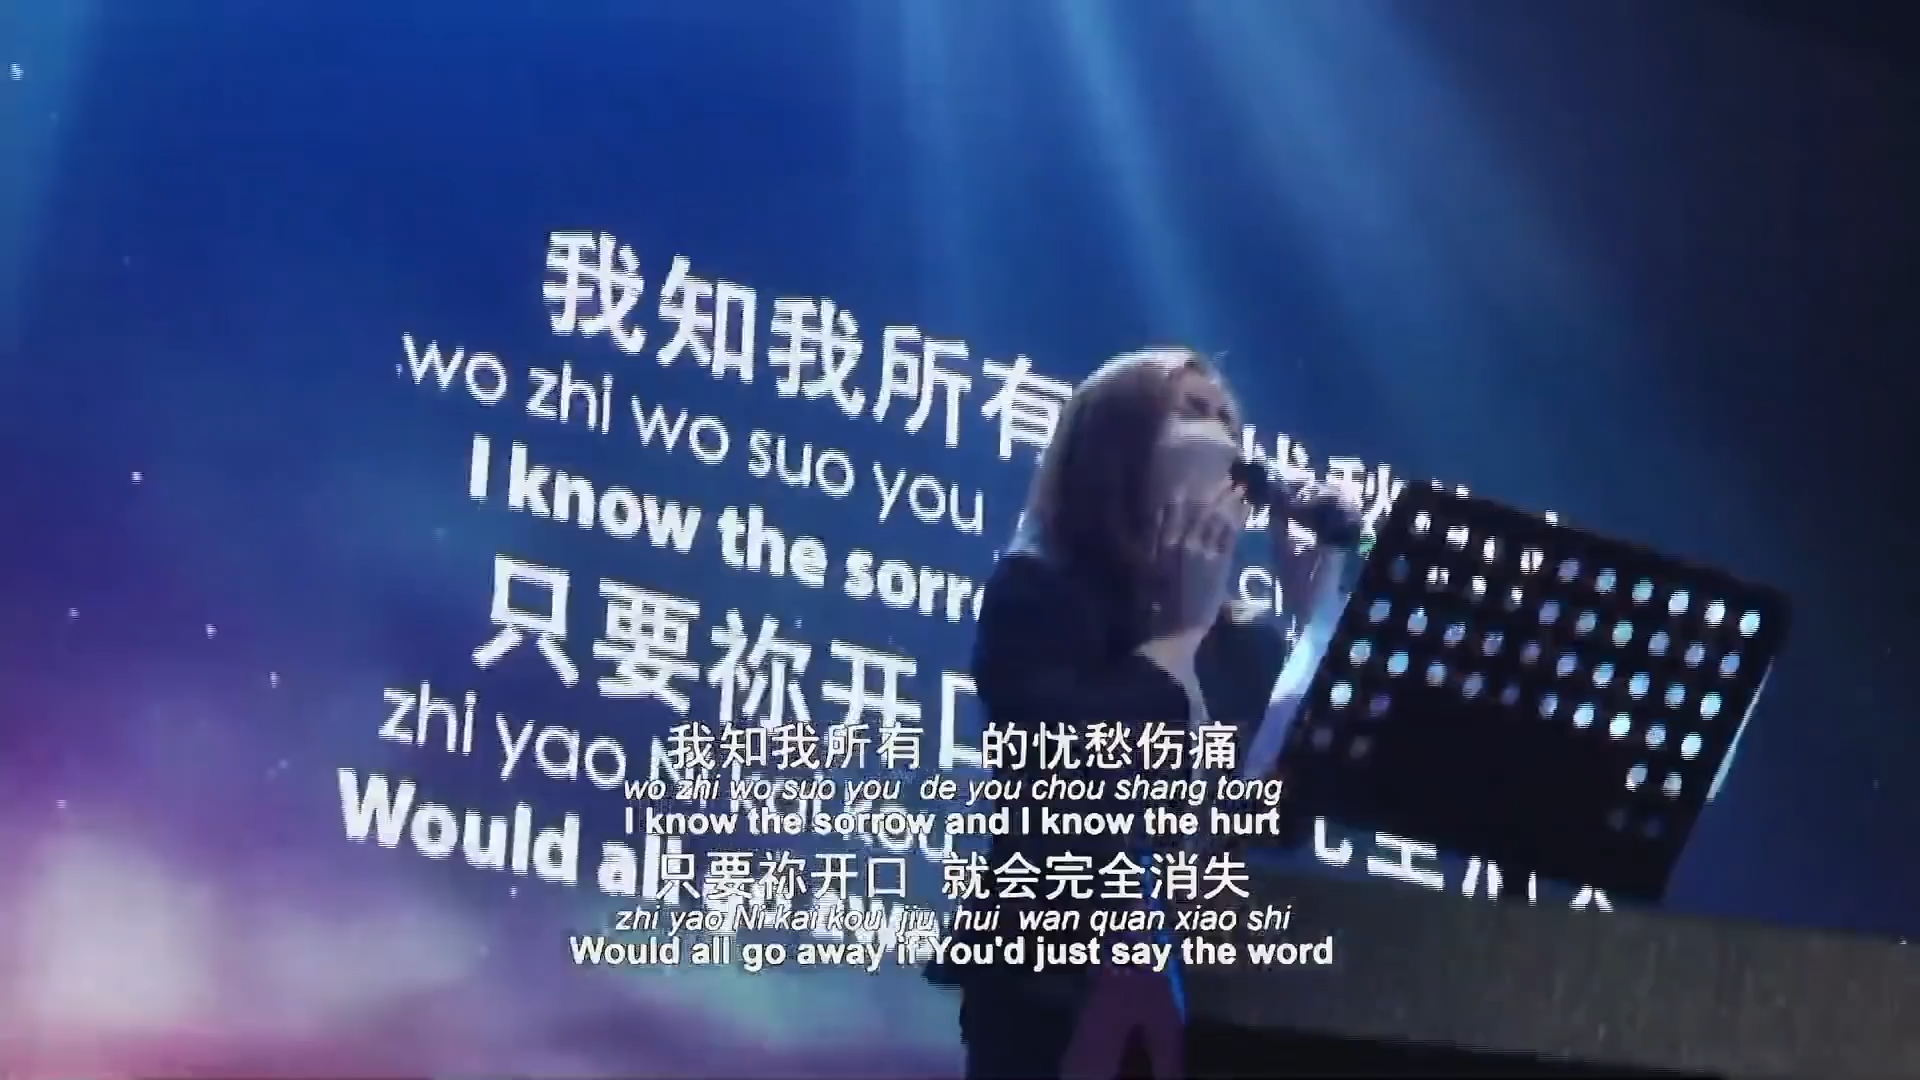 我知我所有
wo zhi wo suo you
I know the
只要祢开
zhi yao Ni kai kou
Would all
我知我所有 的忧愁伤痛
wo zhi wo suo you de you chou shang tong
I know the sorrow and I know the hurt
只要祢开口 就会完全消失
zhi yao Ni kai kou jiu hui wan quan xiao shi
Would all go away if You'd just say the word